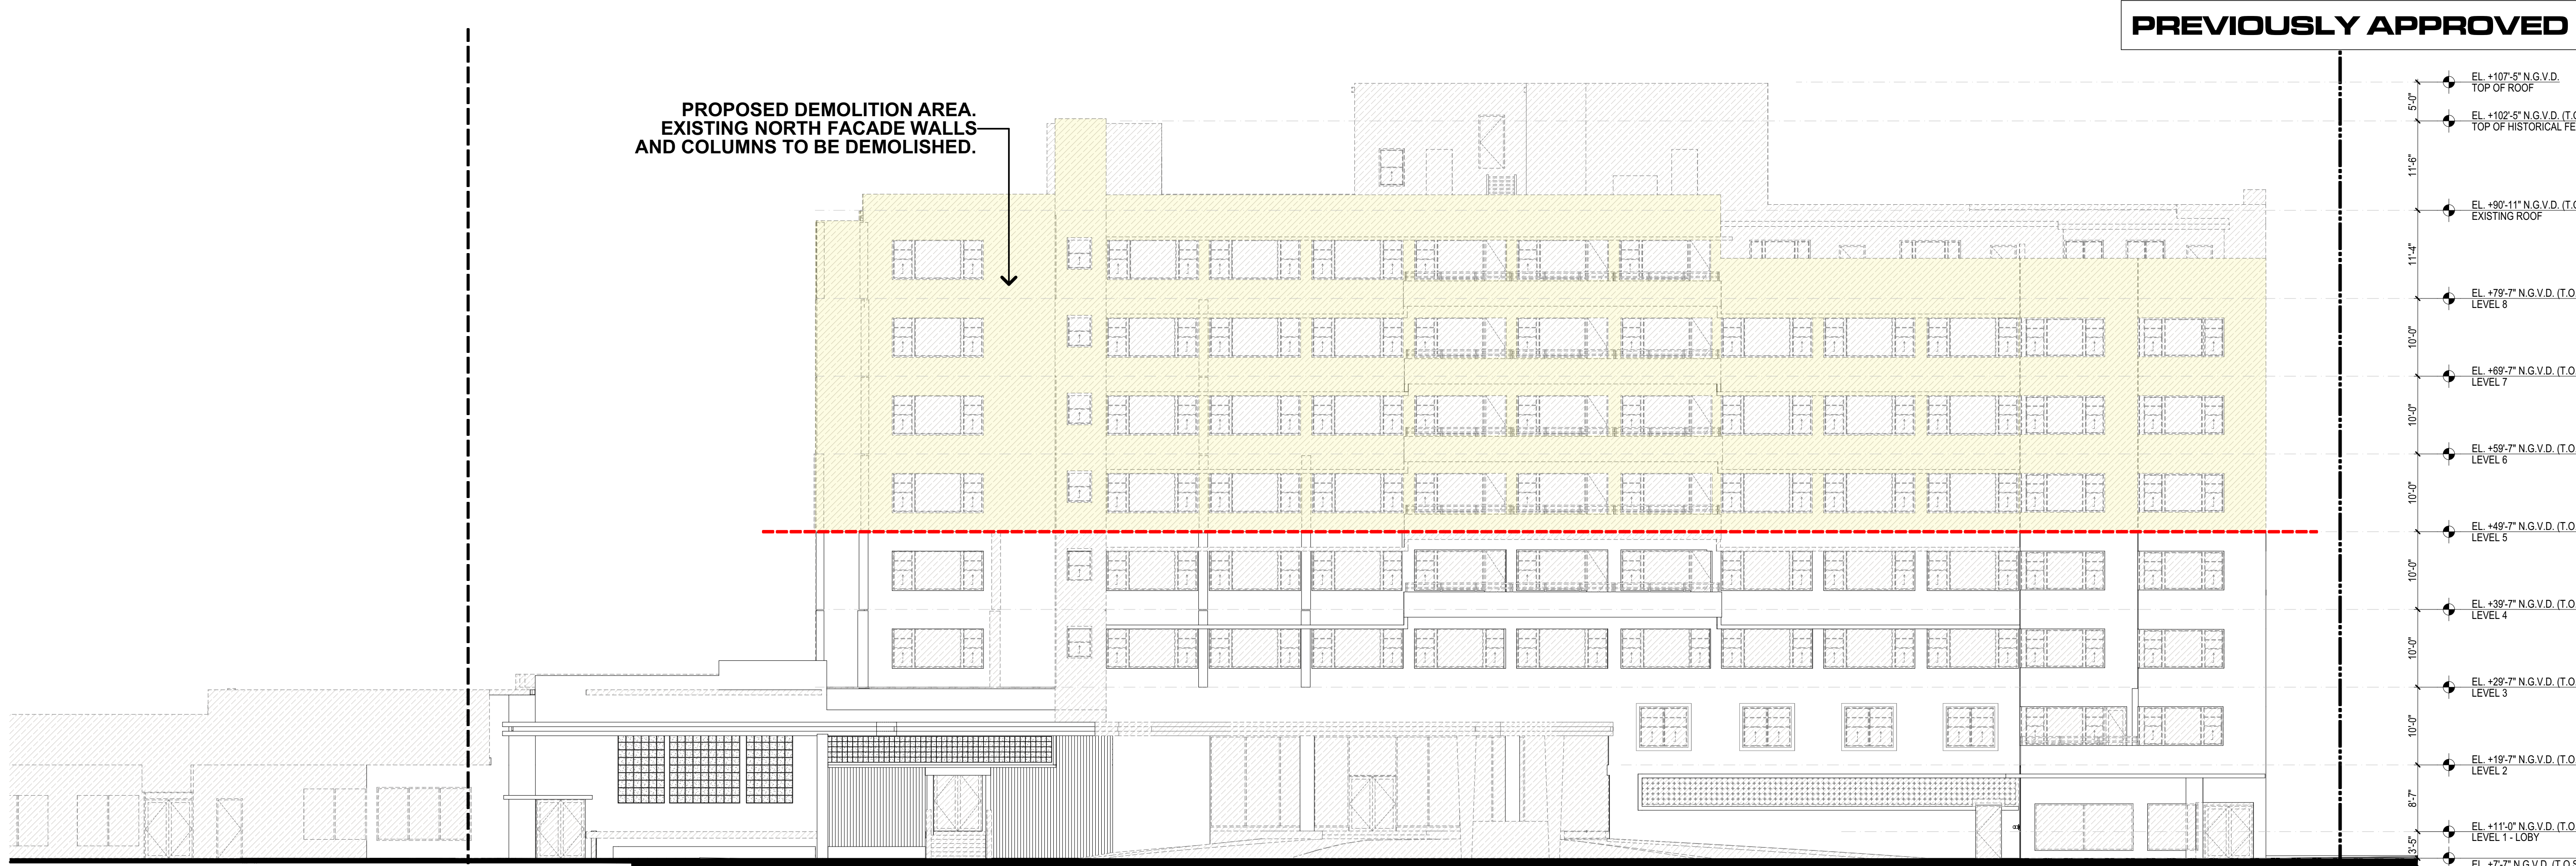 PREVIOUSLY APPROVED
PROPOSED DEMOLITION AREA.
EXISTING NORTH FACADE WALLS
AND COLUMNS TO BE DEMOLISHED.
EL. +107'-5" N.G.V.D.
TOP OF ROOF
5'-0"
EL. +102'-5" N.G.V.D. (T.O
TOP OF HISTORICAL FE
11'-6"
EL. +90'-11" N.G.V.D. (T.O
EXISTING ROOF
11'-4"
EL. +79'-7" N.G.V.D. (T.O
LEVEL 8
10'-0"
EL. +69'-7" N.G.V.D. (T.O
LEVEL 7
10'-0"
EL. +59'-7" N.G.V.D. (T.O
LEVEL 6
10'-0"
EL. +49'-7" N.G.V.D. (T.O
LEVEL 5
10'-0"
EL. +39'-7" N.G.V.D. (T.O
LEVEL 4
10'-0"
EL. +29'-7" N.G.V.D. (T.O
LEVEL 3
10'-0"
EL. +19'-7" N.G.V.D. (T.O
LEVEL 2
8'-7"
EL. +11'-0" N.G.V.D. (T.O
LEVEL 1 - LOBY
3'-5"
EL. +7'-7" N.G.V.D. (T.O.S